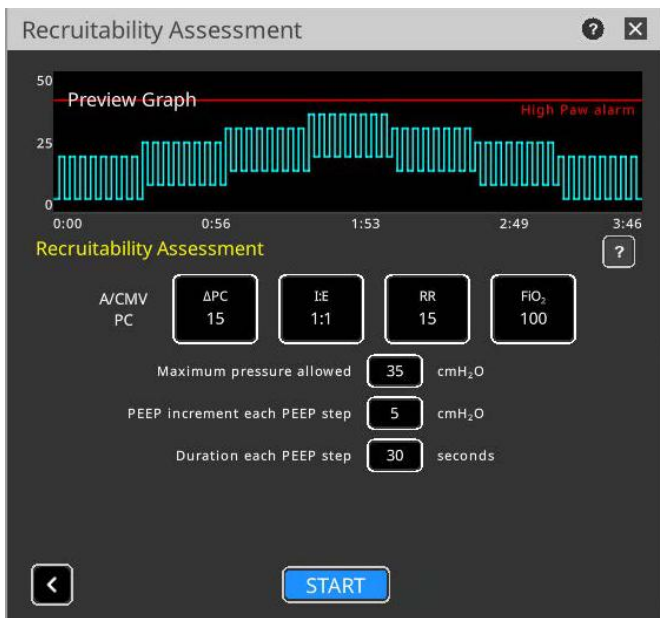 Recruitability Assessment ? X
50
Preview Graph
High Paw alarm
25
0
0:00 0:56 1:53 2:49 3:46
Recruitability Assessment ?
A/CMV PC
ΔPC 15
I:E 1:1
RR 15
FiO₂ 100
Maximum pressure allowed 35 cmH₂O
PEEP increment each PEEP step 5 cmH₂O
Duration each PEEP step 30 seconds
START